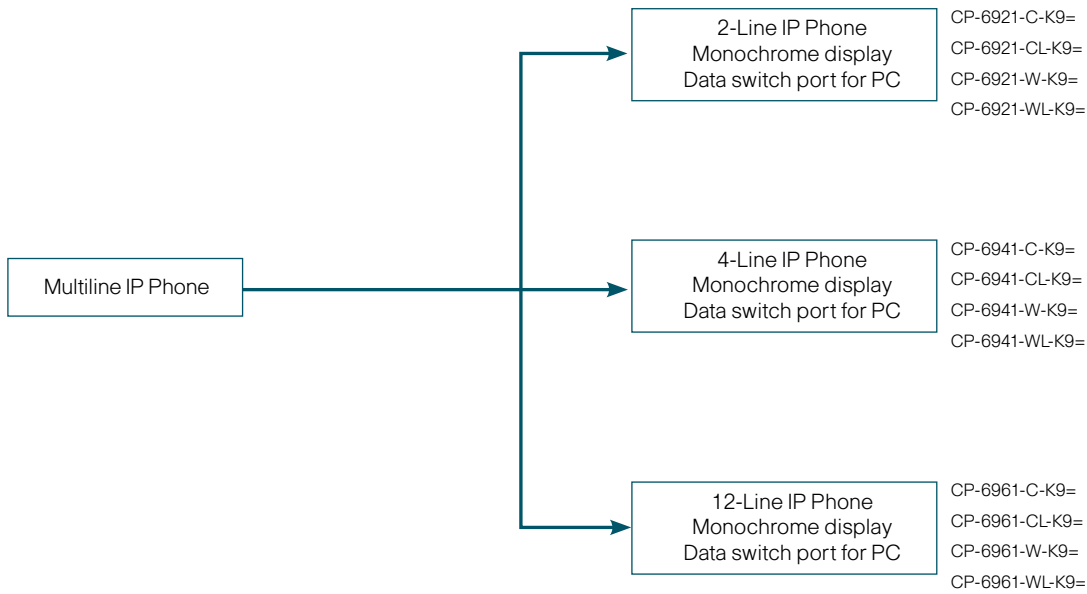 Multiline IP Phone
2-Line IP Phone
Monochrome display
Data switch port for PC
CP-6921-C-K9=
CP-6921-CL-K9=
CP-6921-W-K9=
CP-6921-WL-K9=
4-Line IP Phone
Monochrome display
Data switch port for PC
CP-6941-C-K9=
CP-6941-CL-K9=
CP-6941-W-K9=
CP-6941-WL-K9=
12-Line IP Phone
Monochrome display
Data switch port for PC
CP-6961-C-K9=
CP-6961-CL-K9=
CP-6961-W-K9=
CP-6961-WL-K9=